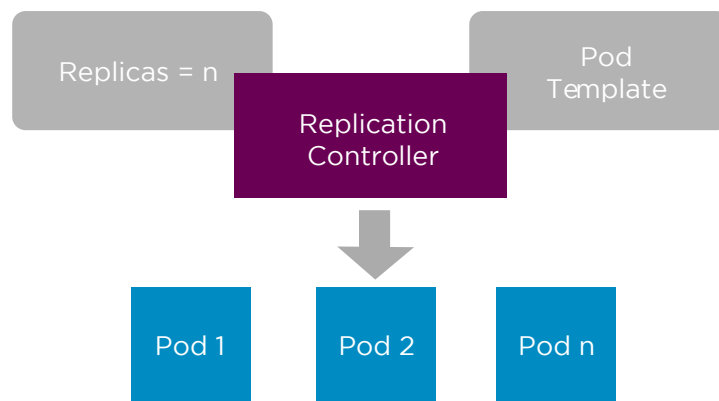 Replicas = n
Pod
Template
Replication
Controller
Pod 1
Pod 2
Pod n